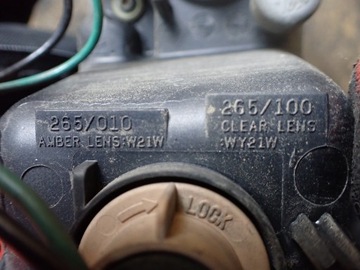 265/010
AMBER LENS:W21W
265/100
CLEAR LENS
:WY21W
LOCK